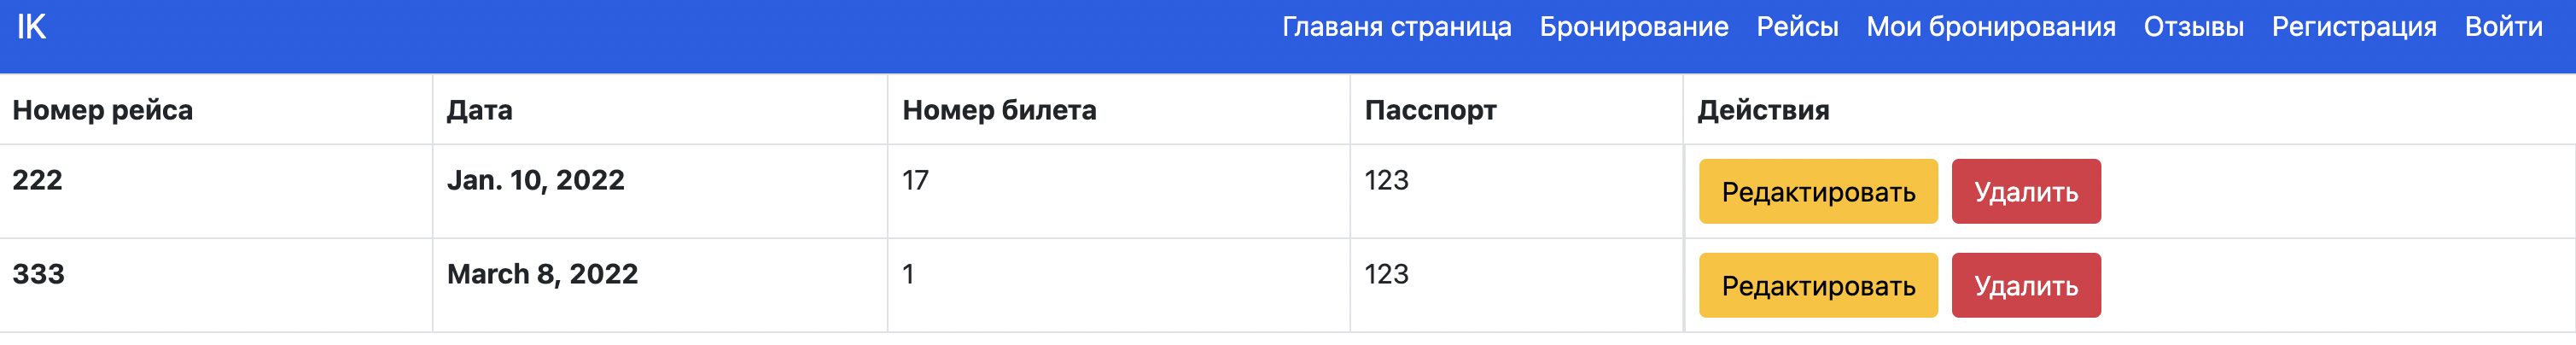 IK Главаня страница Бронирование Рейсы Мои бронирования Отзывы Регистрация Войти
Номер рейса Дата Номер билета Пасспорт Действия
222 Jan. 10, 2022 17 123 Редактировать Удалить
333 March 8, 2022 1 123 Редактировать Удалить